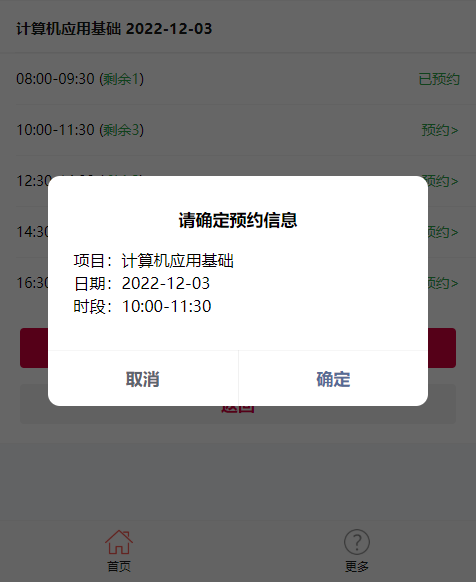 计算机应用基础 2022-12-03
08:00-09:30 (剩余1) 已预约
10:00-11:30 (剩余3) 预约>
12:30 预约>
请确定预约信息
14:30 预约>
项目：计算机应用基础
日期：2022-12-03
16:30 预约>
时段：10:00-11:30
取消 确定
返回
首页 更多